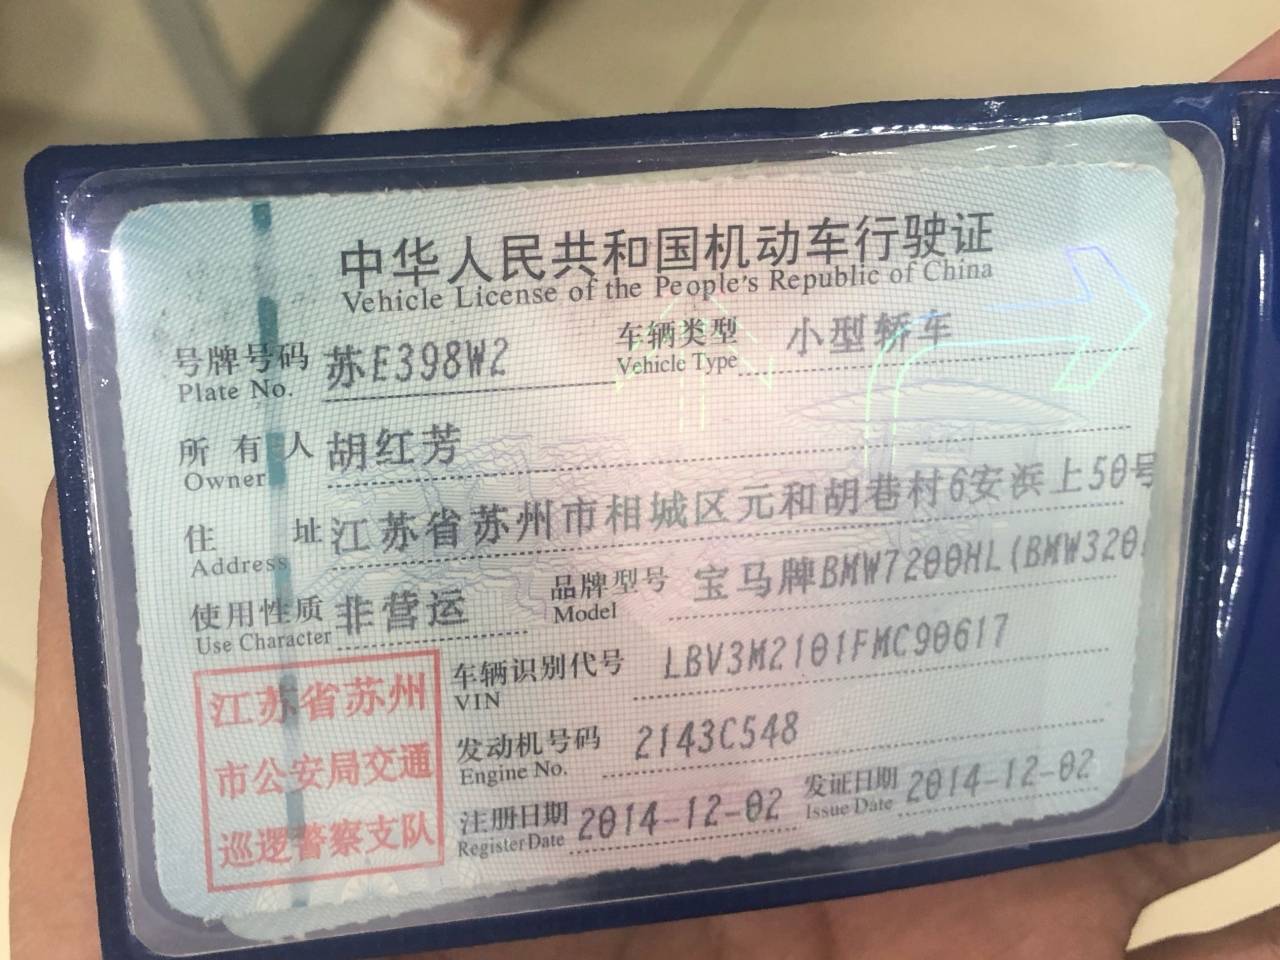 中华人民共和国机动车行驶证
Vehicle License of the People's Republic of China
号牌号码 苏E398W2 车辆类型 小型轿车
Plate No. Vehicle Type
所有人 胡红芳
Owner
住址 江苏省苏州市相城区元和胡巷村6安浜上50号
Address
使用性质 非营运 品牌型号 宝马牌BMW7200HL(BMW320
Use Character Model
车辆识别代号 LBV3M2101FMC90617
VIN
发动机号码 2143C548
Engine No.
注册日期 2014-12-02 发证日期 2014-12-02
Register Date Issue Date
江苏省苏州
市公安局交通
巡逻警察支队